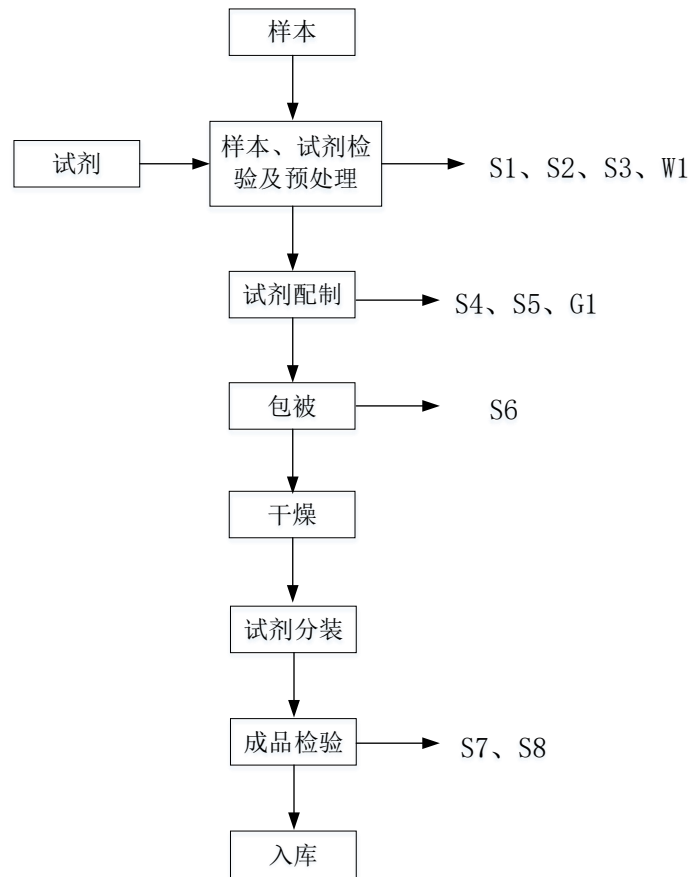 样本
试剂
样本、试剂检
验及预处理
S1、S2、S3、W1
试剂配制
S4、S5、G1
包被
S6
干燥
试剂分装
成品检验
S7、S8
入库